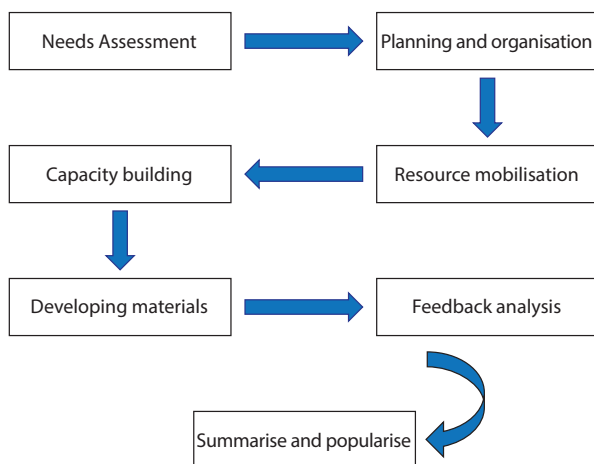 Needs Assessment
Planning and organisation
Resource mobilisation
Capacity building
Developing materials
Feedback analysis
Summarise and popularise